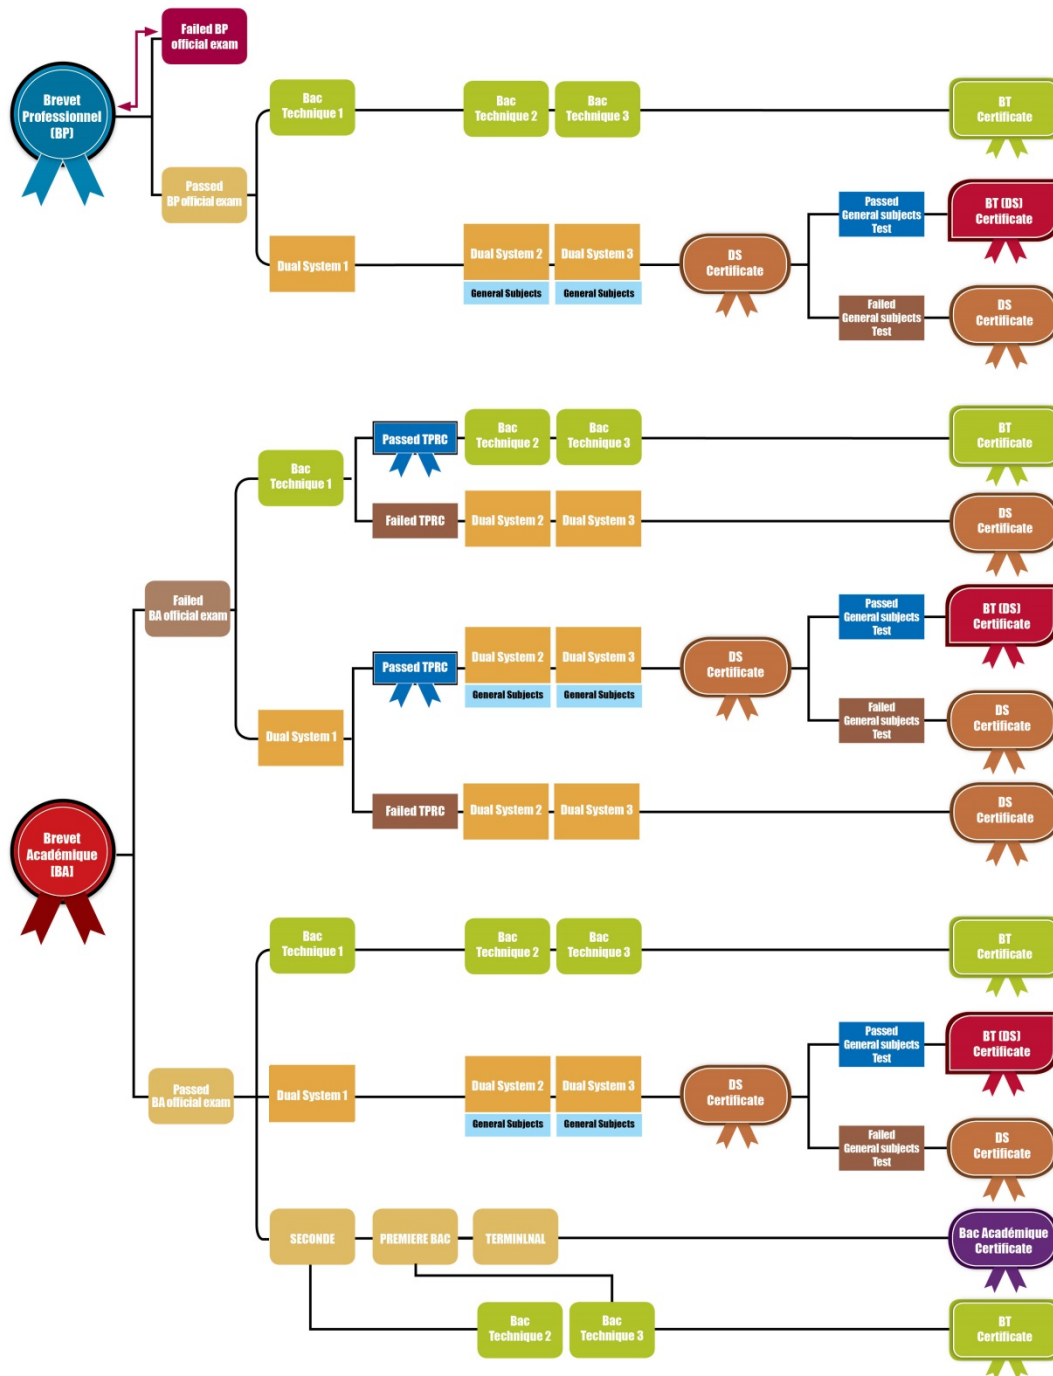 Failed BP
official exam
Brevet
Professionnel
(BP)
Bac
Technique 1
Bac
Technique 2
Bac
Technique 3
BT
Certificate
Passed
BP official exam
Passed
General subjects
Test
BT (DS)
Certificate
Dual System 1
Dual System 2
Dual System 3
General Subjects
General Subjects
DS
Certificate
Failed
General subjects
Test
DS
Certificate
Passed TPRC
Bac
Technique 2
Bac
Technique 3
BT
Certificate
Bac
Technique 1
Failed TPRC
Dual System 2
Dual System 3
DS
Certificate
Failed
BA official exam
Passed
General subjects
Test
BT (DS)
Certificate
Passed TPRC
Dual System 2
Dual System 3
General Subjects
General Subjects
DS
Certificate
Failed
General subjects
Test
DS
Certificate
Dual System 1
Failed TPRC
Dual System 2
Dual System 3
DS
Certificate
Brevet
Académique
[BA]
Bac
Technique 1
Bac
Technique 2
Bac
Technique 3
BT
Certificate
Passed
General subjects
Test
BT (DS)
Certificate
Passed
BA official exam
Dual System 1
Dual System 2
Dual System 3
General Subjects
General Subjects
DS
Certificate
Failed
General subjects
Test
DS
Certificate
SECONDE
PREMIERE BAC
TERMINLNAL
Bac Académique
Certificate
Bac
Technique 2
Bac
Technique 3
BT
Certificate